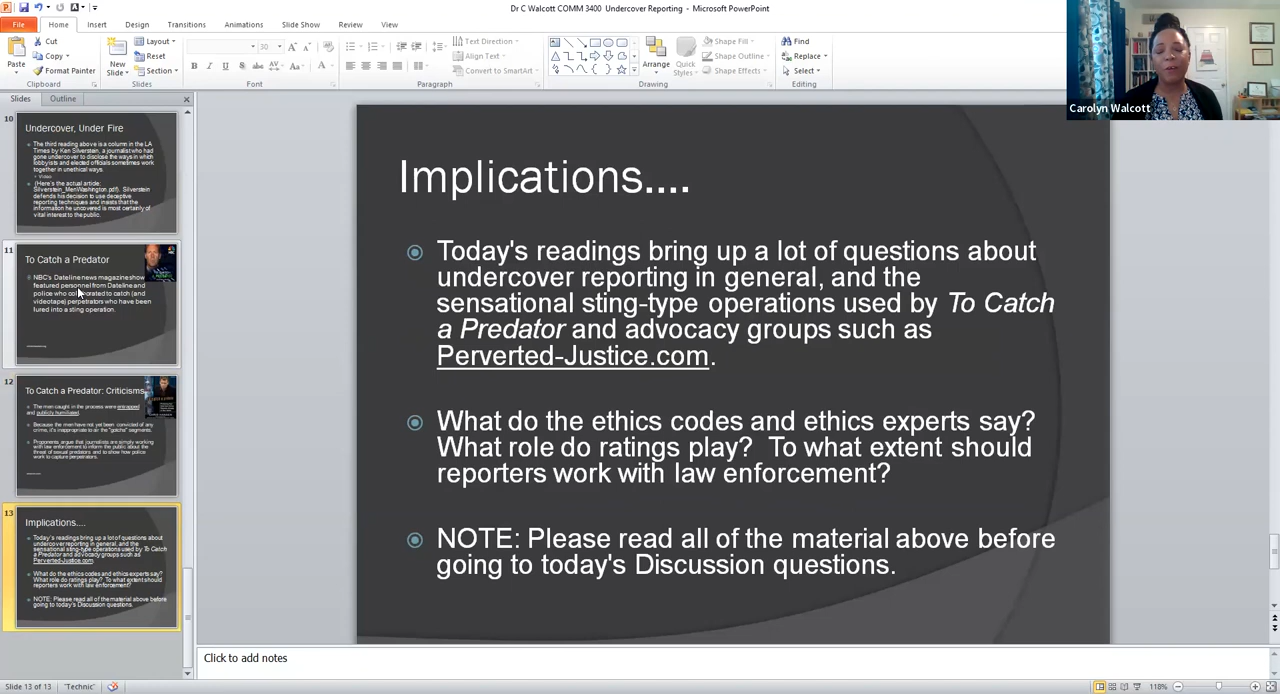 Dr C Walcott COMM 3400 Undercover Reporting - Microsoft PowerPoint
File Home Insert Design Transitions Animations Slide Show Review View
Cut
Copy
Format Painter
Paste
Clipboard
New
Slide
Layout
Reset
Section
Slides
30
Font
Text Direction
Align Text
Convert to SmartArt
Paragraph
Arrange
Quick
Styles
Shape Fill
Shape Outline
Shape Effects
Drawing
Find
Replace
Select
Editing
Carolyn Walcott
Slides Outline
10
Undercover, Under Fire
The third reading above is a column in the LA
Times by Ken Silverstein, a journalist who had
gone undercover to disclose the ways in which
lobbyists and elected officials sometimes work
together in unethical ways.
Video
(Here's the actual article:
Silverstein_MenWashington.pdf). Silverstein
defends his decision to use deceptive
reporting techniques and insists that the
information he uncovered is most certainly of
vital interest to the public.
11
To Catch a Predator
NBC's Dateline news magazine show
featured personnel from Dateline and
police who collaborated to catch (and
videotape) perpetrators who have been
lured into a sting operation.
12
To Catch a Predator: Criticisms
The men caught in the process were entrapped
and publicly humiliated.
Because the men have not yet been convicted of any
crime, it's inappropriate to air the "gotcha" segments.
Proponents argue that journalists are simply working
with law enforcement to inform the public about the
threat of sexual predators and to show how police
work to capture perpetrators.
13
Implications....
Today's readings bring up a lot of questions about
undercover reporting in general, and the
sensational sting-type operations used by To Catch
a Predator and advocacy groups such as
Perverted-Justice.com.
What do the ethics codes and ethics experts say?
What role do ratings play? To what extent should
reporters work with law enforcement?
NOTE: Please read all of the material above before
going to today's Discussion questions.
Implications....
Today's readings bring up a lot of questions about
undercover reporting in general, and the
sensational sting-type operations used by To Catch
a Predator and advocacy groups such as
Perverted-Justice.com.
What do the ethics codes and ethics experts say?
What role do ratings play? To what extent should
reporters work with law enforcement?
NOTE: Please read all of the material above before
going to today's Discussion questions.
Click to add notes
Slide 13 of 13 'Technic' 118%